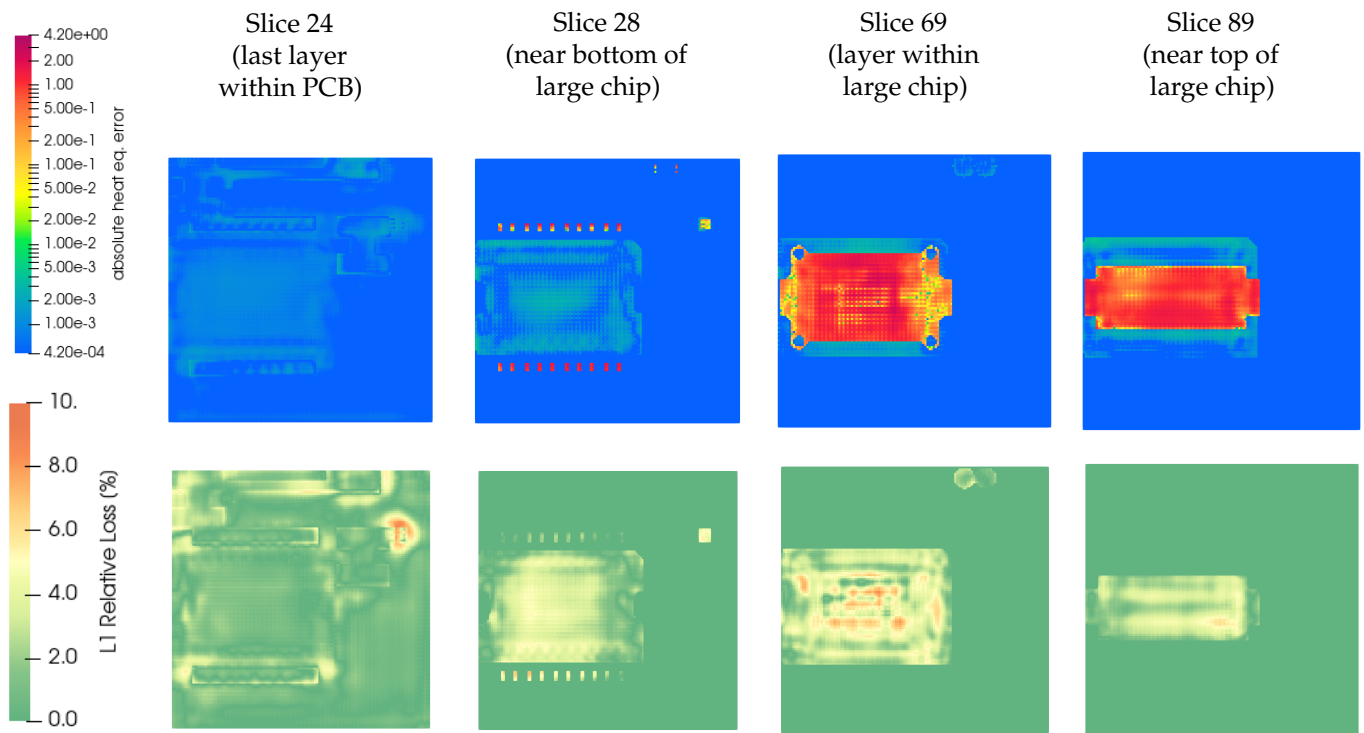 Slice 24
(last layer
within PCB)
Slice 28
(near bottom of
large chip)
Slice 69
(layer within
large chip)
Slice 89
(near top of
large chip)
4.20e+00
2.00
1.00
5.00e-1
2.00e-1
1.00e-1
5.00e-2
2.00e-2
1.00e-2
5.00e-3
2.00e-3
1.00e-3
4.20e-04
absolute heat eq. error
10.
8.0
6.0
4.0
2.0
0.0
L1 Relative Loss (%)